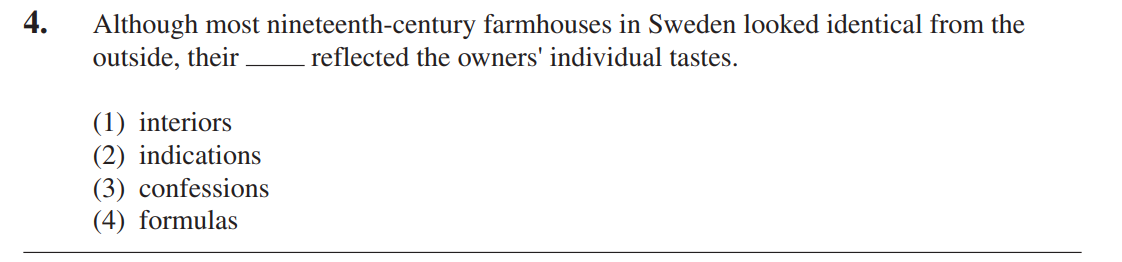 4. Although most nineteenth-century farmhouses in Sweden looked identical from the
outside, their ____ reflected the owners' individual tastes.
(1) interiors
(2) indications
(3) confessions
(4) formulas